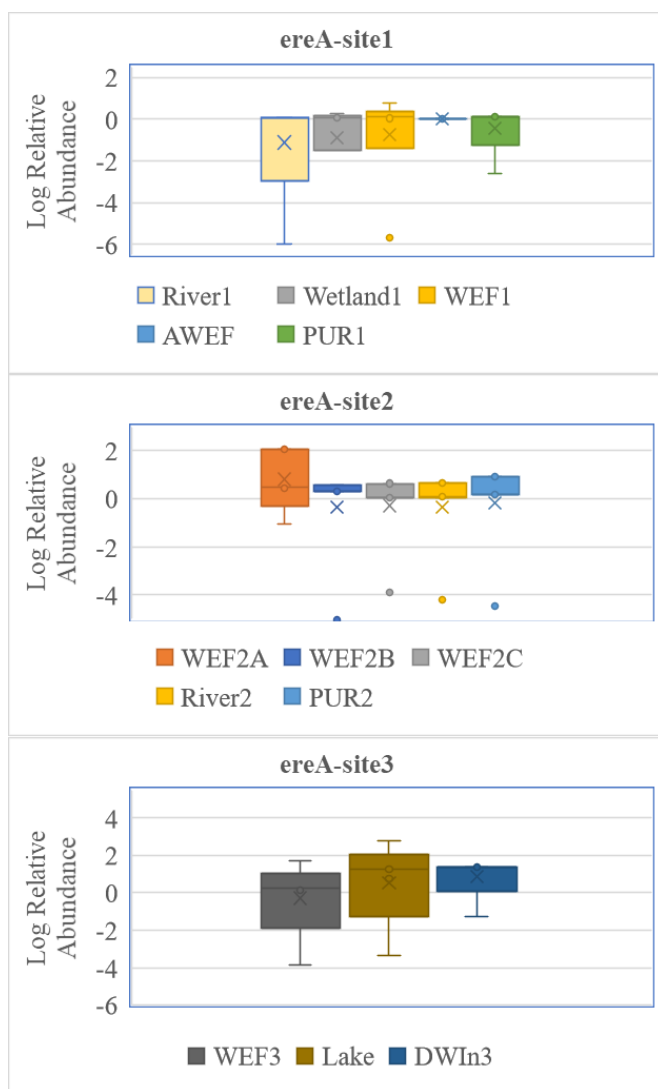 ereA-site1
Log Relative
Abundance
2
0
-2
-4
-6
River1 Wetland1 WEF1
AWEF PUR1
ereA-site2
Log Relative
Abundance
2
0
-2
-4
WEF2A WEF2B WEF2C
River2 PUR2
ereA-site3
Log Relative
Abundance
4
2
0
-2
-4
-6
WEF3 Lake DWIn3